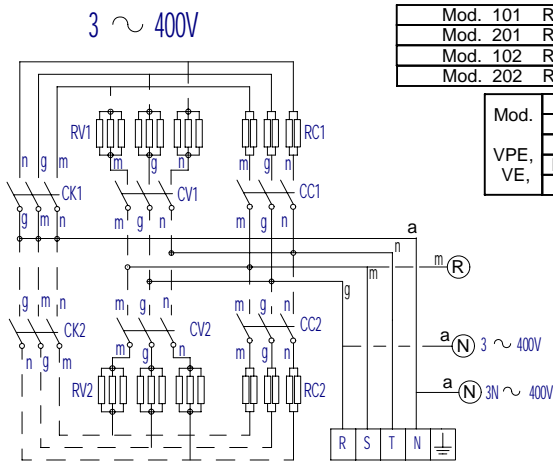 3 ∼ 400V
Mod. 101 R
Mod. 201 R
Mod. 102 R
Mod. 202 R
Mod.
VPE,
VE,
RV1
RC1
n g m
m g n
m g n
CK1
CV1
CC1
g m n
a
n
m R
m
g
g m n
m g n
m g n
CK2
CV2
CC2
n g m
a N 3 ∼ 400V
RV2
RC2
a N 3N ∼ 400V
R S T N